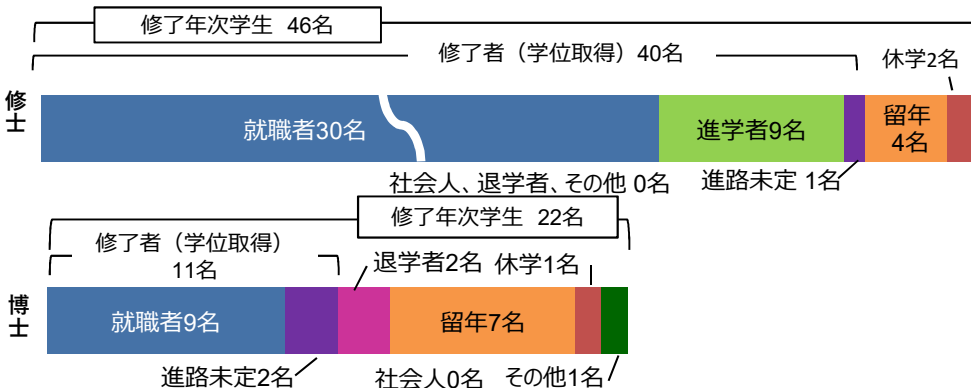 修了年次学生 46名
修了者（学位取得）40名
休学2名
修士
就職者30名
進学者9名
留年
4名
社会人、退学者、その他 0名
進路未定 1名
修了年次学生 22名
修了者（学位取得）
11名
退学者2名
休学1名
博士
就職者9名
留年7名
進路未定2名
社会人0名
その他1名